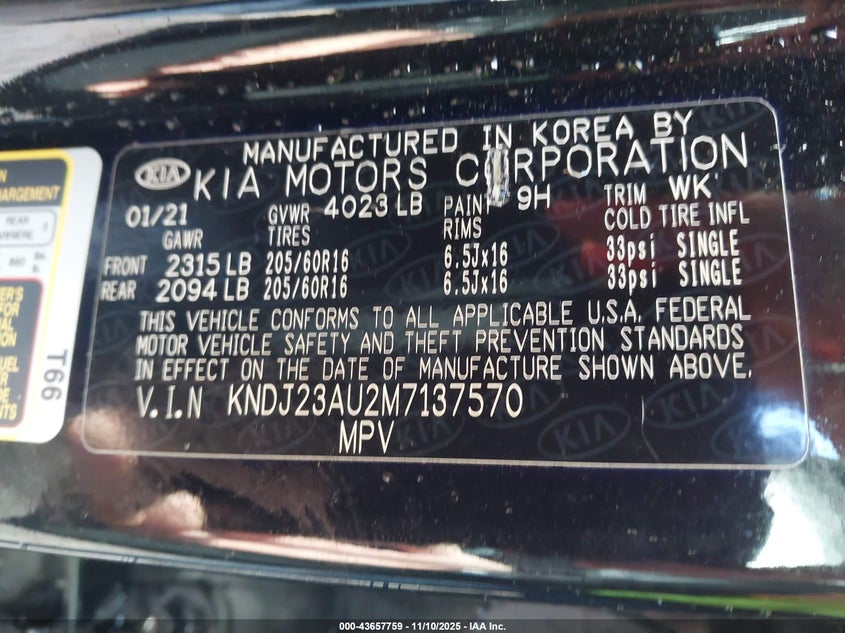 MANUFACTURED IN KOREA BY
KIA KIA MOTORS CORPORATION
01/21 GVWR 4023 LB PAINT 9H TRIM WK
GAWR TIRES RIMS COLD TIRE INFL
FRONT 2315 LB 205/60R16 6.5Jx16 33psi SINGLE
REAR 2094 LB 205/60R16 6.5Jx16 33psi SINGLE
THIS VEHICLE CONFORMS TO ALL APPLICABLE U.S.A. FEDERAL
MOTOR VEHICLE SAFETY AND THEFT PREVENTION STANDARDS
IN EFFECT ON THE DATE OF MANUFACTURE SHOWN ABOVE.
V.I.N KNDJ23AU2M7137570
MPV
REAR
T66
000-43657759 - 11/10/2025 - IAA Inc.